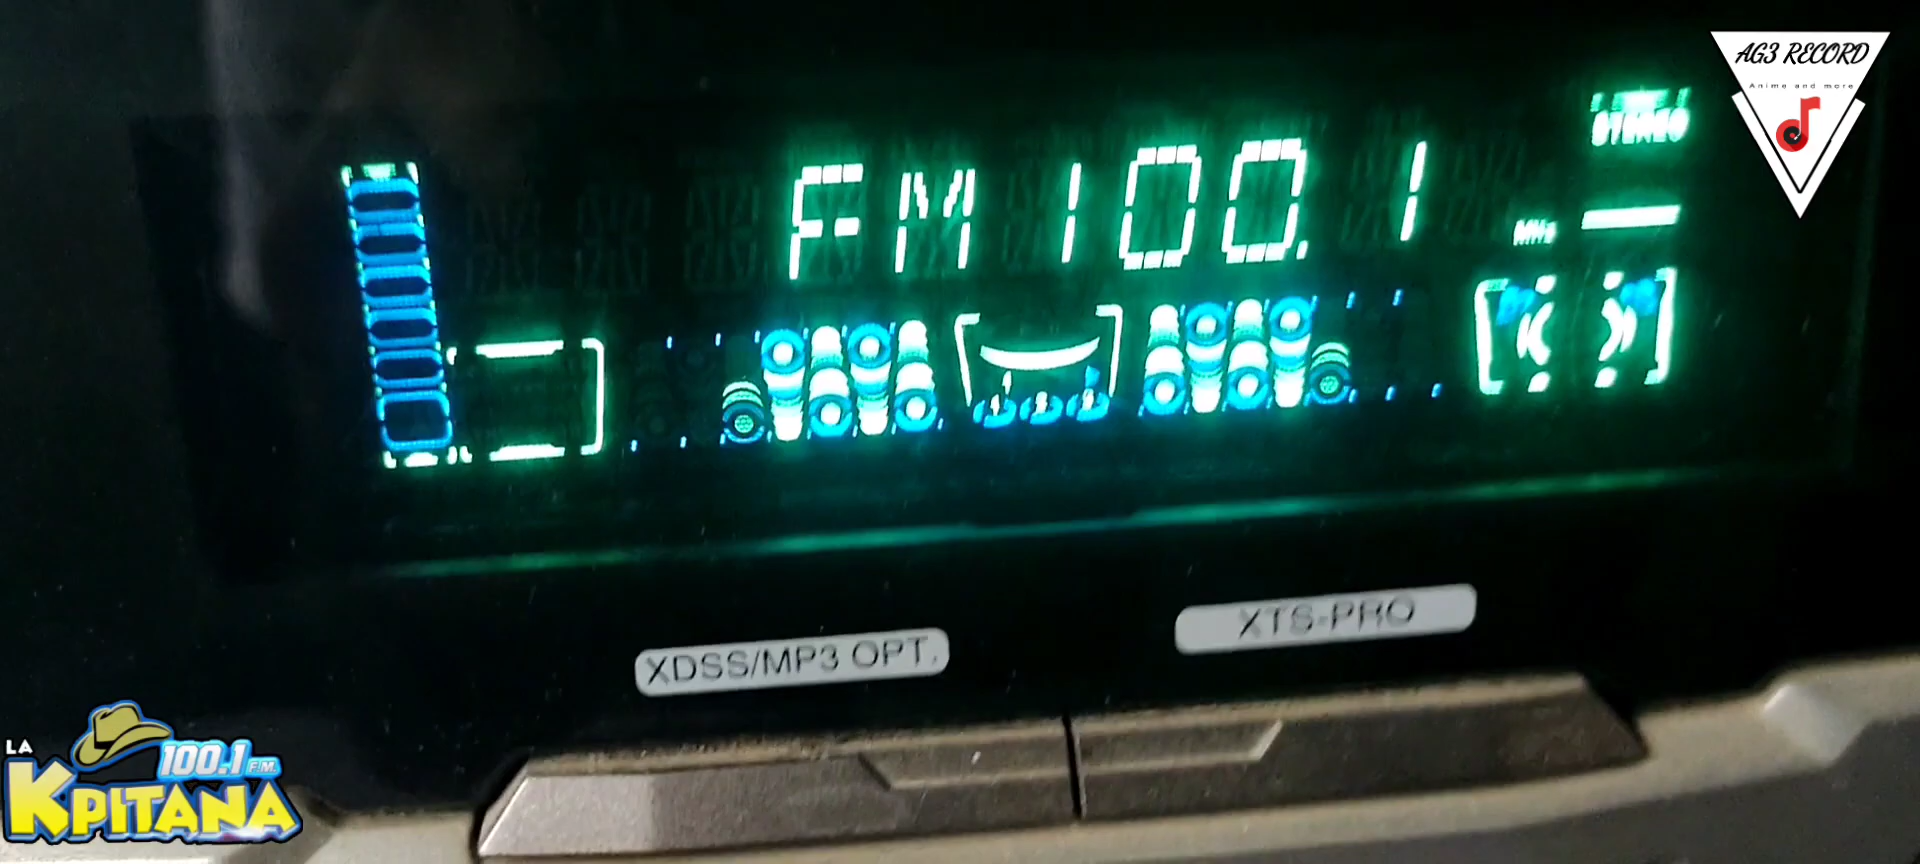 AG3 RECORD
Anime and more
STEREO
FM 100.1
MHz
XTS-PRO
XDSS/MP3 OPT.
LA
100.1 F.M.
KPITANA